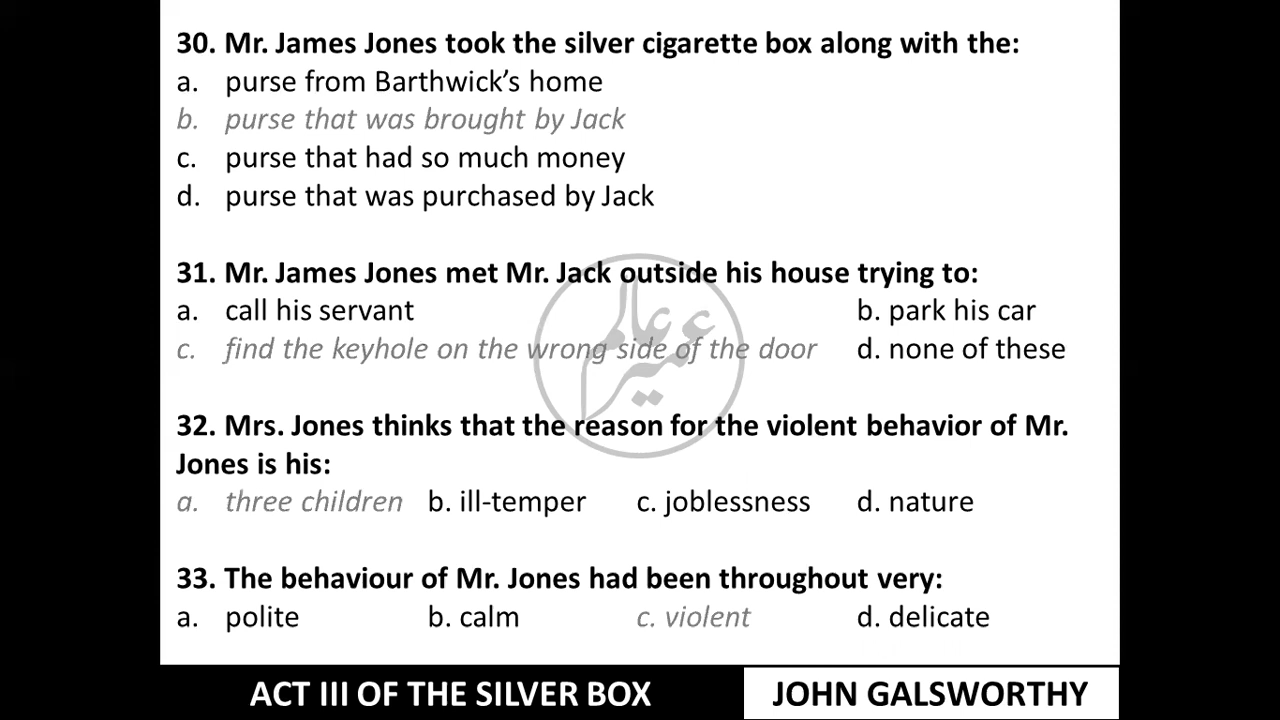 30. Mr. James Jones took the silver cigarette box along with the:
a. purse from Barthwick’s home
b. purse that was brought by Jack
c. purse that had so much money
d. purse that was purchased by Jack
31. Mr. James Jones met Mr. Jack outside his house trying to:
a. call his servant b. park his car
c. find the keyhole on the wrong side of the door d. none of these
عمیر عالم
32. Mrs. Jones thinks that the reason for the violent behavior of Mr.
Jones is his:
a. three children b. ill-temper c. joblessness d. nature
33. The behaviour of Mr. Jones had been throughout very:
a. polite b. calm c. violent d. delicate
ACT III OF THE SILVER BOX JOHN GALSWORTHY